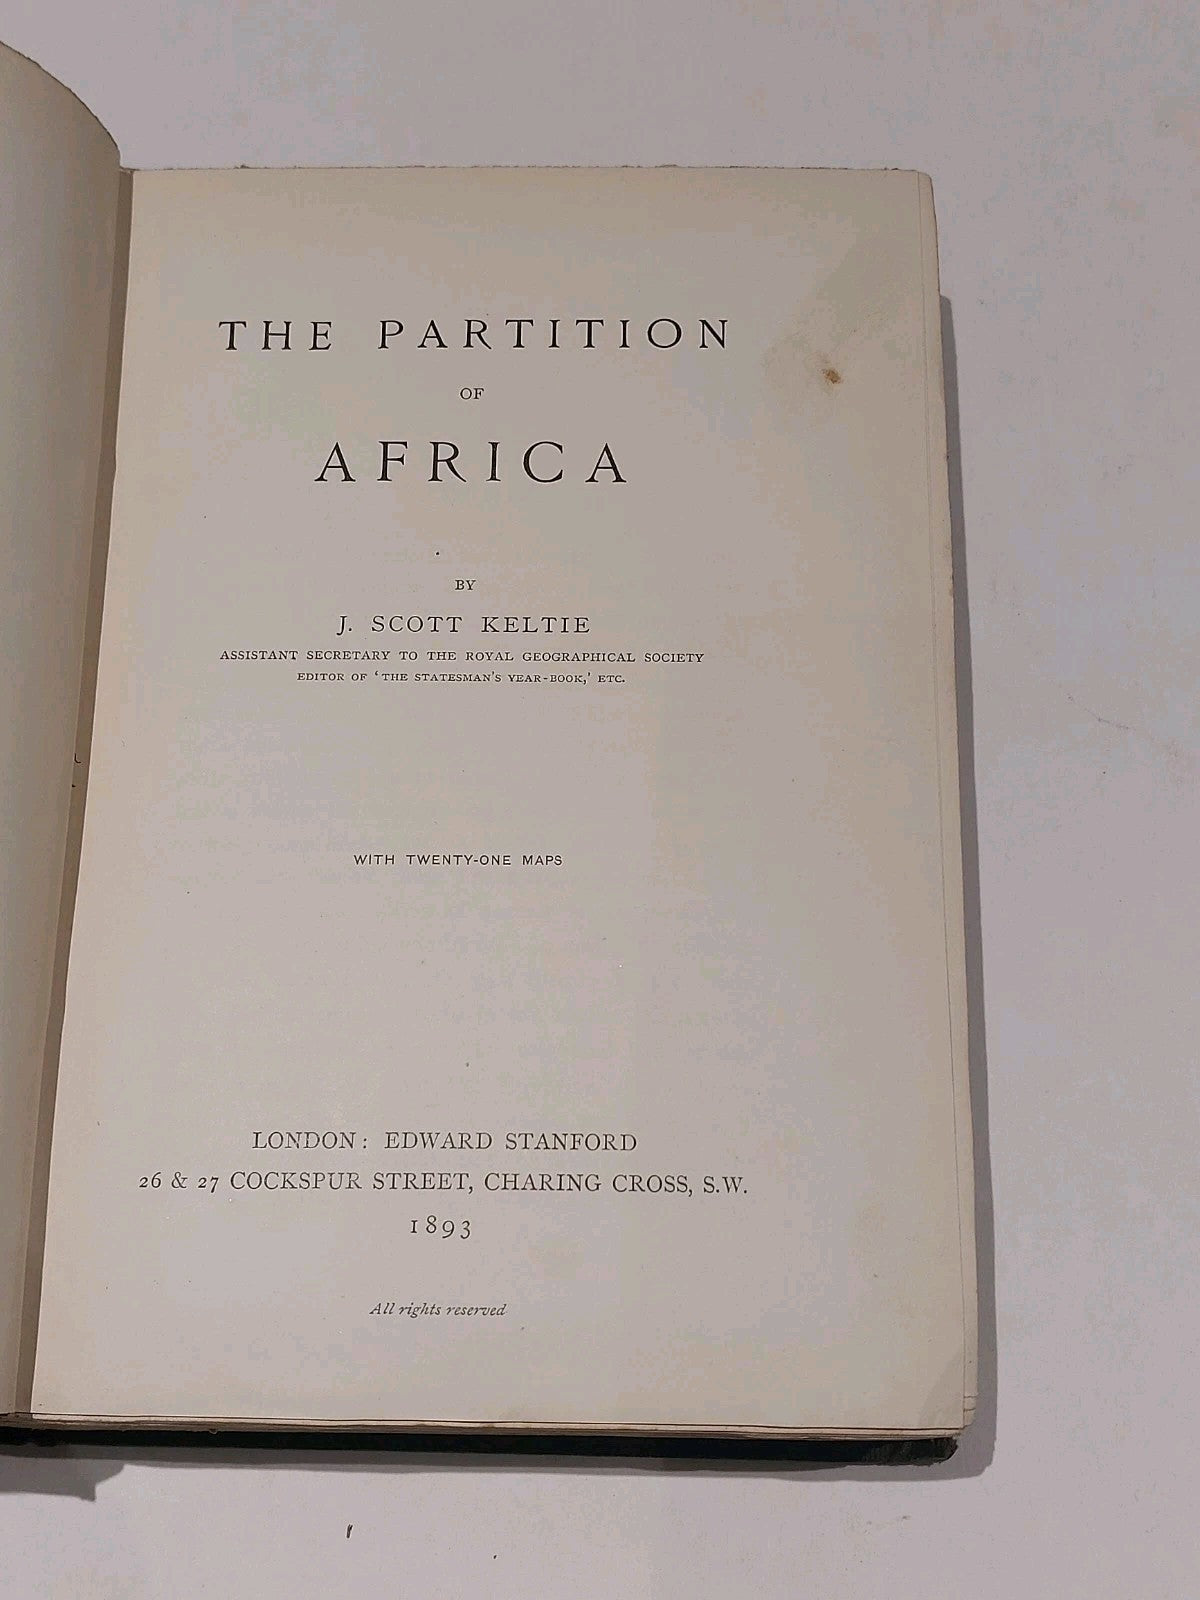 THE PARTITION
OF
AFRICA
BY
J. SCOTT KELTIE
ASSISTANT SECRETARY TO THE ROYAL GEOGRAPHICAL SOCIETY
EDITOR OF ‘THE STATESMAN’S YEAR-BOOK,’ ETC.
WITH TWENTY-ONE MAPS
LONDON: EDWARD STANFORD
26 & 27 COCKSPUR STREET, CHARING CROSS, S.W.
1893
All rights reserved